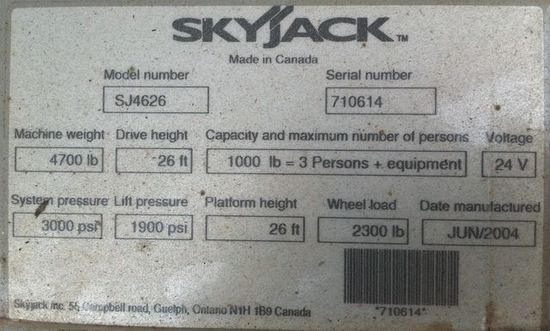 SKYJACK™
Made in Canada
Model number Serial number
SJ4626 710614
Machine weight Drive height Capacity and maximum number of persons Voltage
4700 lb 26 ft 1000 lb = 3 Persons + equipment 24 V
System pressure Lift pressure Platform height Wheel load Date manufactured
3000 psi 1900 psi 26 ft 2300 lb JUN/2004
Skyjack Inc. 55 Campbell road, Guelph, Ontario N1H 1B9 Canada
*710614*